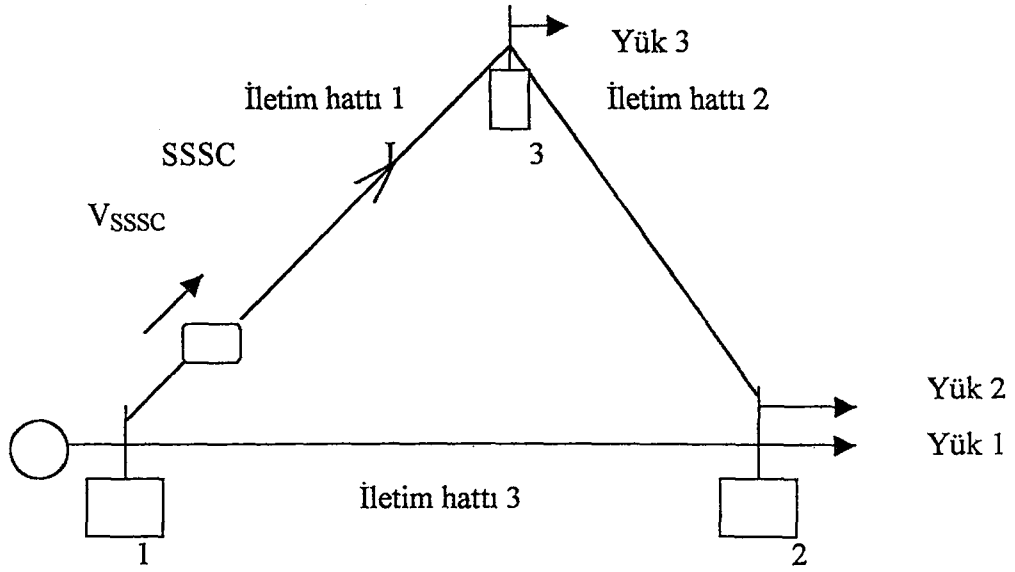 Yük 3
İletim hattı 1
İletim hattı 2
I
3
SSSC
VSSSC
Yük 2
Yük 1
İletim hattı 3
1
2